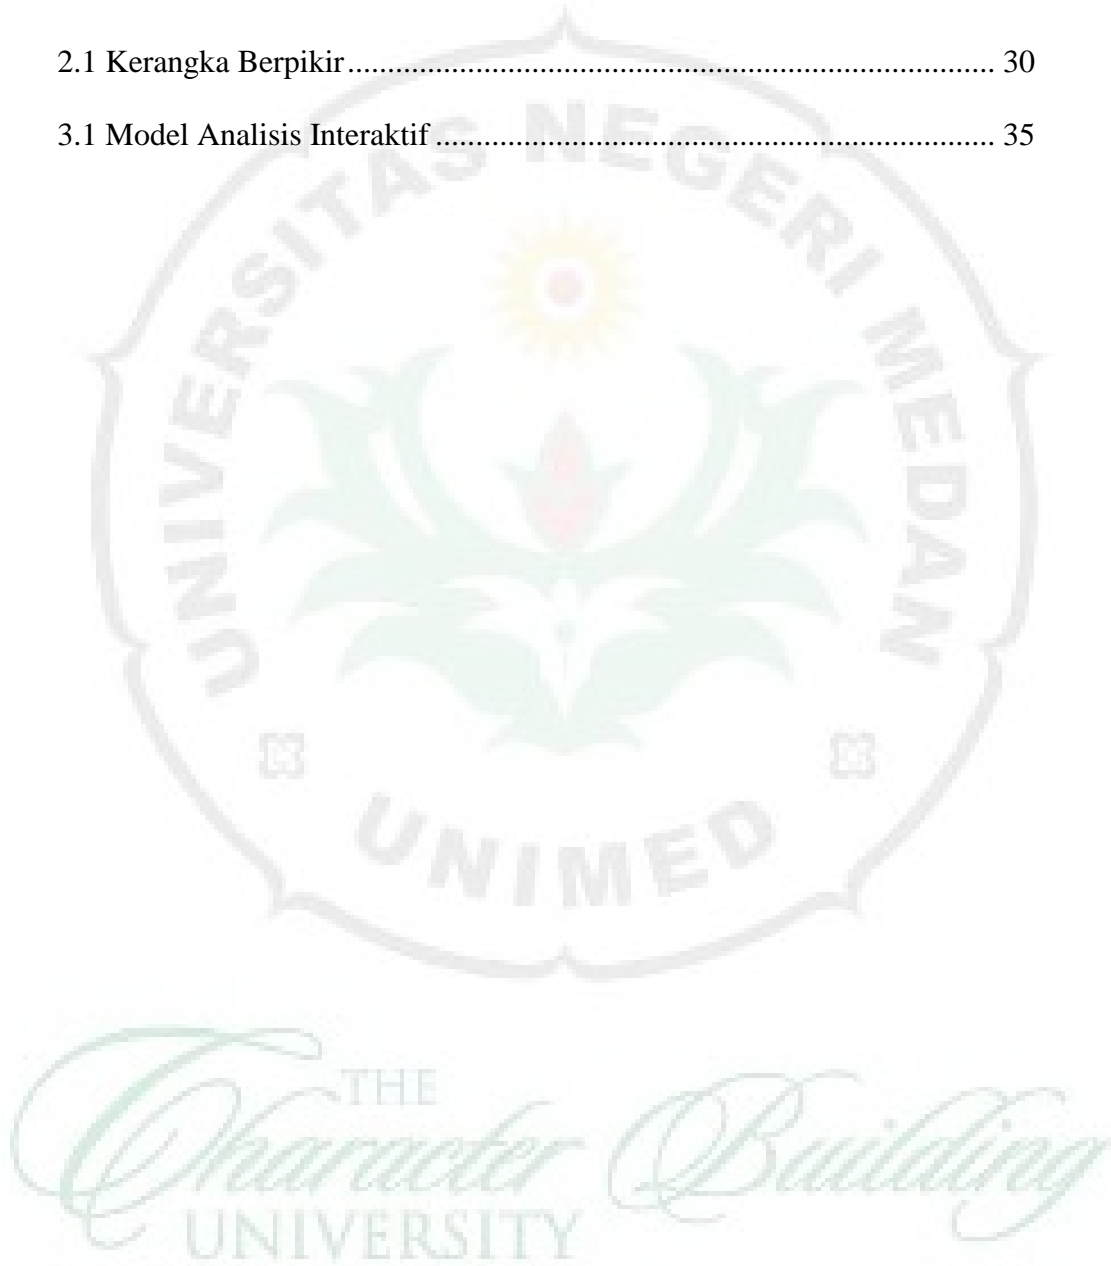 2.1 Kerangka Berpikir.................................................................... 30
3.1 Model Analisis Interaktif........................................................... 35
UNIVERSITAS NEGERI MEDAN
UNIMED
THE
Character Building
UNIVERSITY